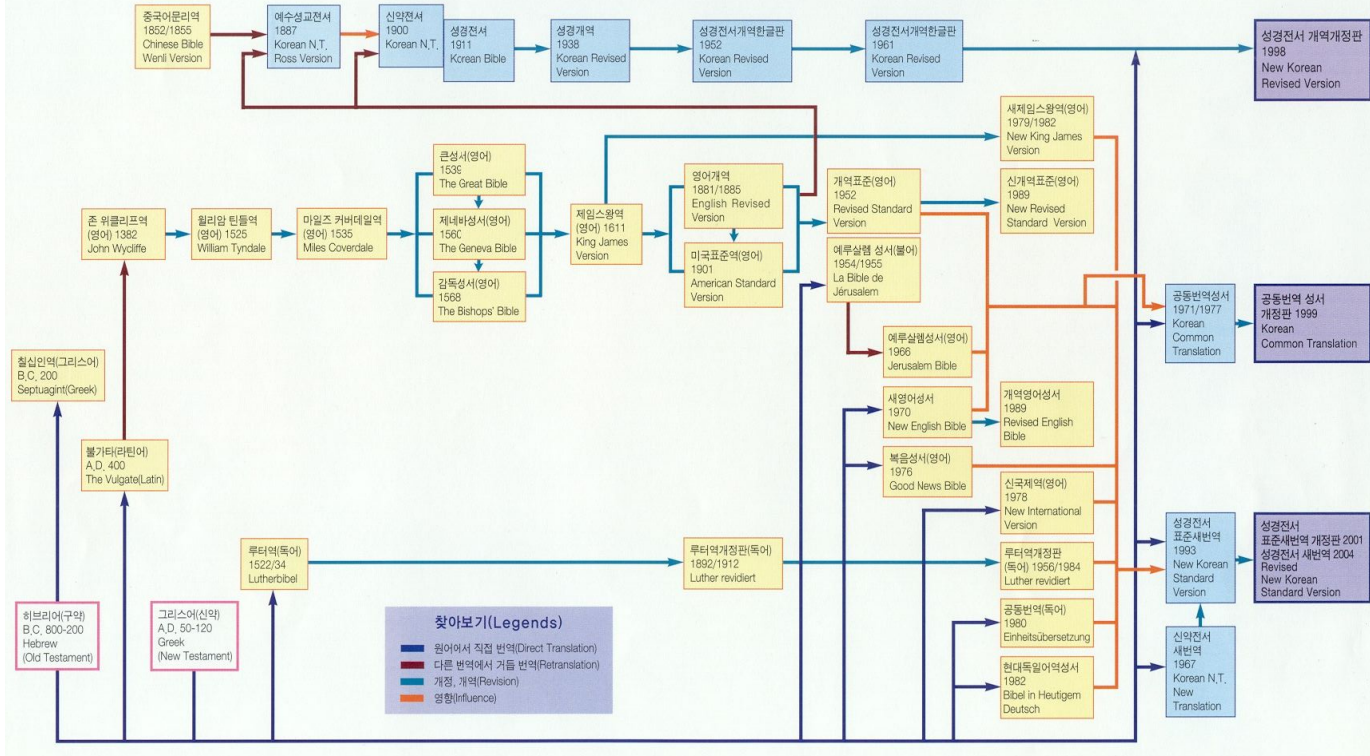 중국어문리역
1852/1855
Chinese Bible
Wenli Version
예수성교젼서
1887
Korean N.T.
Ross Version
신약젼서
1900
Korean N.T.
성경젼서
1911
Korean Bible
성경개역
1938
Korean Revised
Version
성경전서개역한글판
1952
Korean Revised
Version
성경전서개역한글판
1961
Korean Revised
Version
성경전서 개역개정판
1998
New Korean
Revised Version
새제임스왕역(영어)
1979/1982
New King James
Version
큰성서(영어)
1539
The Great Bible
제네바성서(영어)
1560
The Geneva Bible
감독성서(영어)
1568
The Bishops' Bible
존 위클리프역
(영어) 1382
John Wycliffe
윌리암 틴들역
(영어) 1525
William Tyndale
마일즈 커버데일역
(영어) 1535
Miles Coverdale
제임스왕역
(영어) 1611
King James
Version
영어개역
1881/1885
English Revised
Version
미국표준역(영어)
1901
American Standard
Version
개역표준(영어)
1952
Revised Standard
Version
신개역표준(영어)
1989
New Revised
Standard Version
예루살렘 성서(불어)
1954/1955
La Bible de
Jérusalem
공동번역성서
1971/1977
Korean
Common
Translation
공동번역 성서
개정판 1999
Korean
Common Translation
칠십인역(그리스어)
B.C. 200
Septuagint(Greek)
예루살렘성서(영어)
1966
Jerusalem Bible
새영어성서
1970
New English Bible
개역영어성서
1989
Revised English
Bible
불가타(라틴어)
A.D. 400
The Vulgate(Latin)
복음성서(영어)
1976
Good News Bible
신국제역(영어)
1978
New International
Version
루터역(독어)
1522/34
Lutherbibel
루터역개정판(독어)
1892/1912
Luther revidiert
루터역개정판
(독어) 1956/1984
Luther revidiert
성경전서
표준새번역
1993
New Korean
Standard
Version
성경전서
표준새번역 개정판 2001
성경전서 새번역 2004
Revised
New Korean
Standard Version
히브리어(구약)
B.C. 800-200
Hebrew
(Old Testament)
그리스어(신약)
A.D. 50-120
Greek
(New Testament)
공동번역(독어)
1980
Einheitsübersetzung
현대독일어역성서
1982
Bibel in Heutigem
Deutsch
신약전서
새번역
1967
Korean N.T.
New
Translation
찾아보기(Legends)
원어에서 직접 번역(Direct Translation)
다른 번역에서 거듭 번역(Retranslation)
개정, 개역(Revision)
영향(Influence)